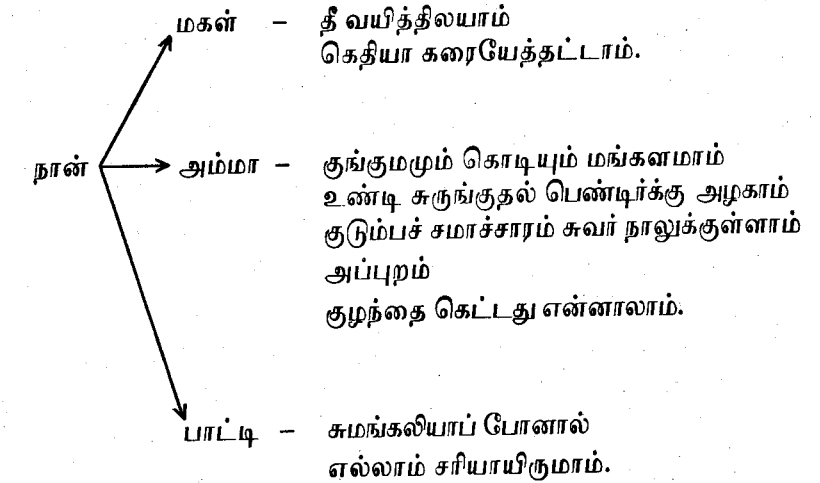 மகள் – தீ வயித்திலயாம்
கெதியா கரையேத்தட்டாம்.
நான் அம்மா – குங்குமமும் கொடியும் மங்களமாம்
உண்டி சுருங்குதல் பெண்டிர்க்கு அழகாம்
குடும்பச் சமாச்சாரம் சுவர் நாலுக்குள்ளாம்
அப்புறம்
குழந்தை கெட்டது என்னாலாம்.
பாட்டி – சுமங்கலியாப் போனால்
எல்லாம் சரியாயிருமாம்.